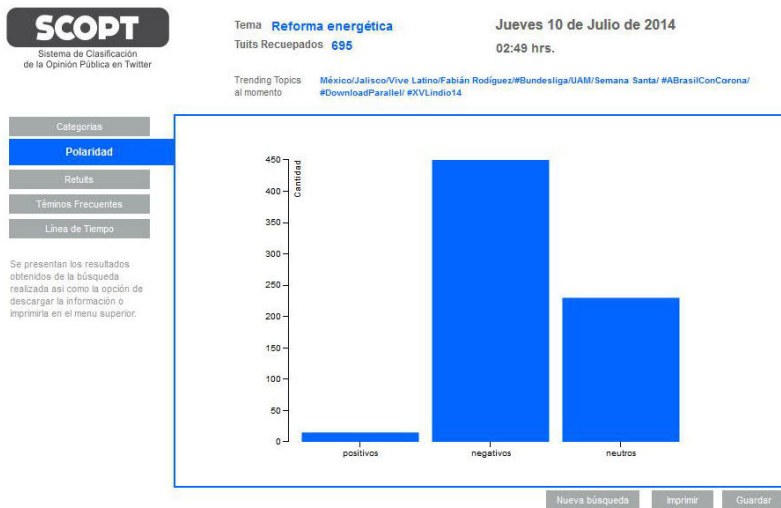 SCOPT
Sistema de Clasificación
de la Opinión Pública en Twitter
Tema Reforma energética
Tuits Recuepados 695
Jueves 10 de Julio de 2014
02:49 hrs.
Trending Topics
al momento
México/Jalisco/Vive Latino/Fabián Rodíguez/#Bundesliga/UAM/Semana Santa/ #ABrasilConCorona/
#DownloadParallel/ #XVLindio14
Categorias
Polaridad
Retuits
Téminos Frecuentes
Línea de Tiempo
Se presentan los resultados
obtenidos de la búsqueda
realizada asi como la opción de
descargar la información o
imprimirla en el menu superior.
Cantidad
450
400
350
300
250
200
150
100
50
0
positivos negativos neutros
Nueva búsqueda Imprimir Guardar